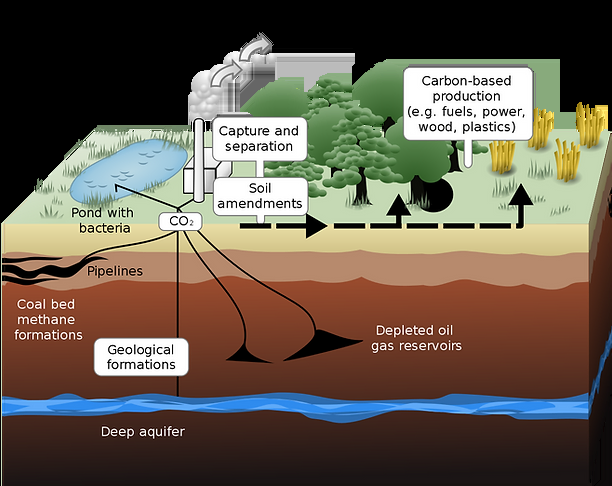 Carbon-based
production
(e.g. fuels, power,
wood, plastics)
Capture and
separation
Soil
amendments
Pond with
bacteria
CO₂
Pipelines
Coal bed
methane
formations
Depleted oil
gas reservoirs
Geological
formations
Deep aquifer